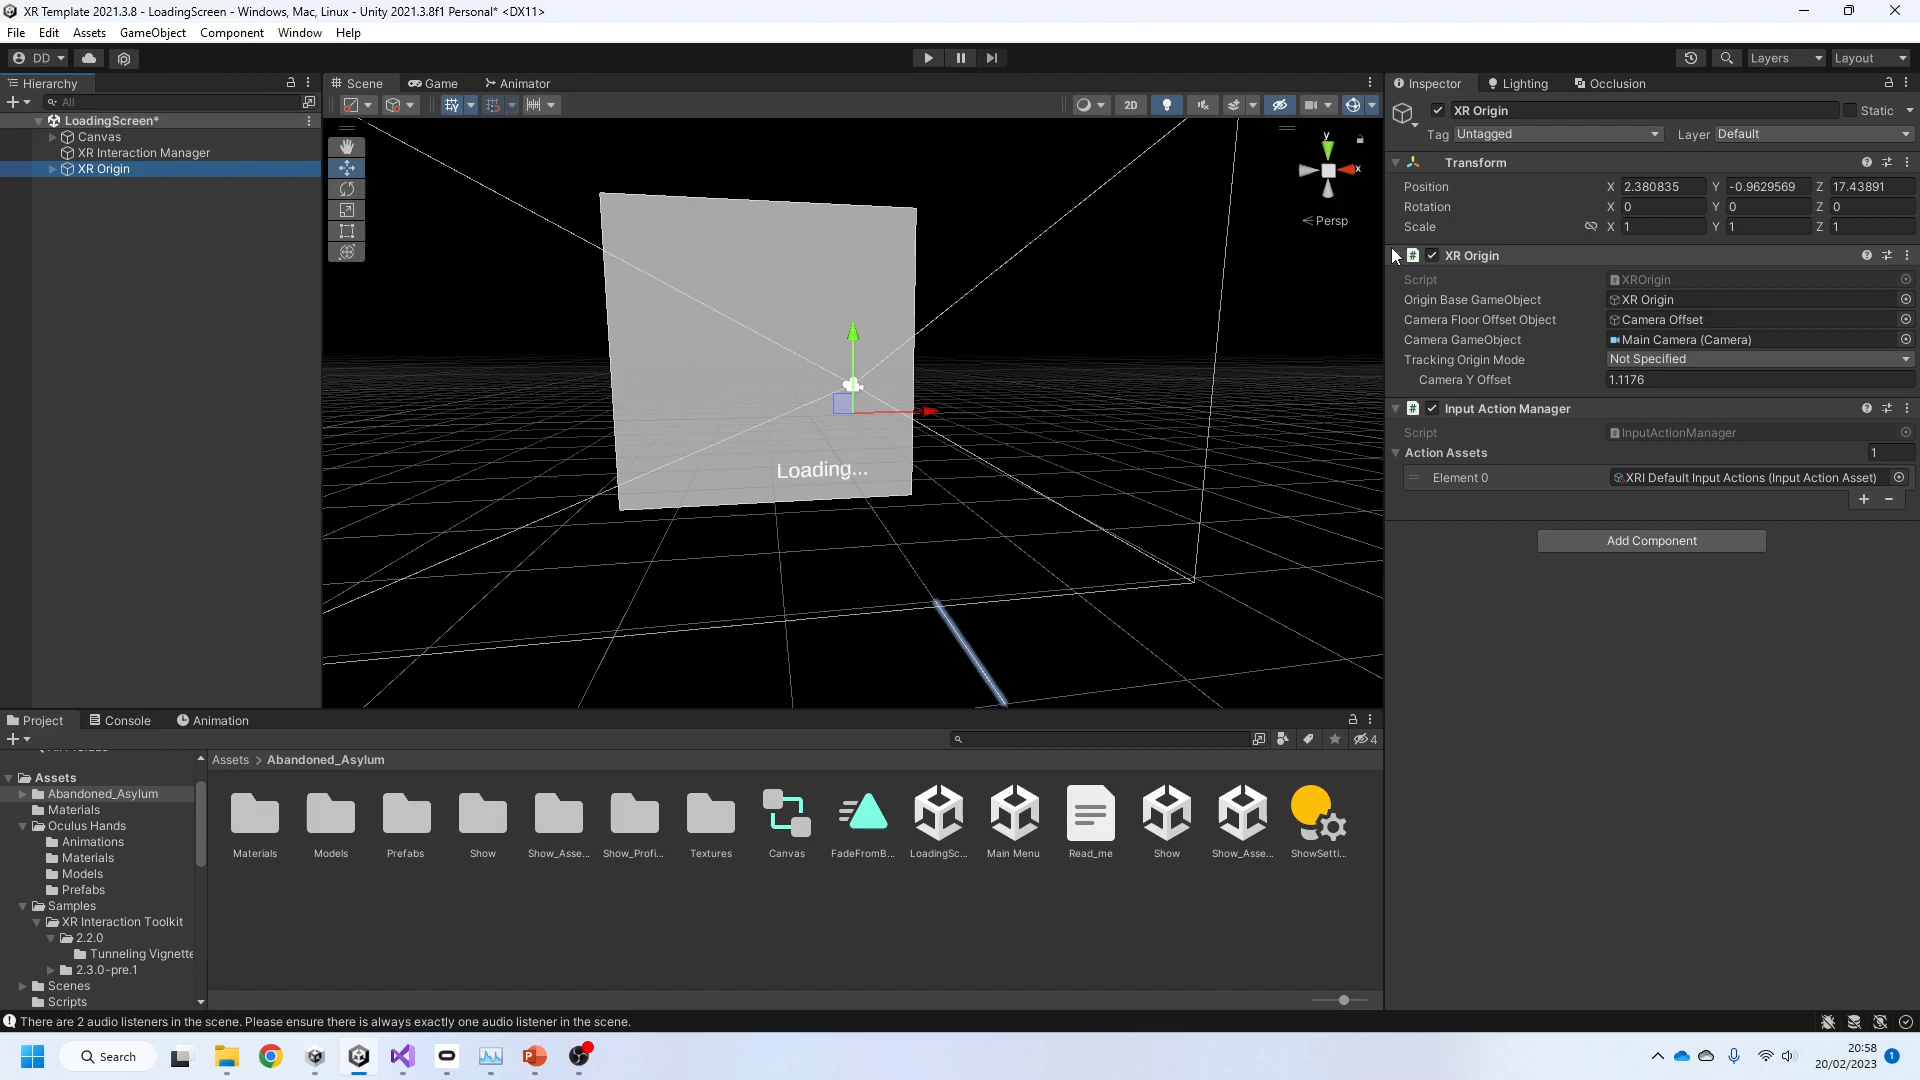 XR Template 2021.3.8 - LoadingScreen - Windows, Mac, Linux - Unity 2021.3.8f1 Personal* <DX11>
File Edit Assets GameObject Component Window Help
DD Layers Layout
Hierarchy Scene Game Animator Inspector Lighting Occlusion
All 2D XR Origin Static
LoadingScreen*
Canvas
XR Interaction Manager
XR Origin
Tag Untagged Layer Default
Transform
Position X 2.380835 Y -0.9629569 Z 17.43891
Rotation X 0 Y 0 Z 0
Scale X 1 Y 1 Z 1
y
x
< Persp
# XR Origin
Script XROrigin
Origin Base GameObject XR Origin
Camera Floor Offset Object Camera Offset
Camera GameObject Main Camera (Camera)
Tracking Origin Mode Not Specified
Camera Y Offset 1.1176
# Input Action Manager
Script InputActionManager
Action Assets 1
Element 0 XRI Default Input Actions (Input Action Asset)
+ -
Add Component
Loading...
Project Console Animation
4
Assets > Abandoned_Asylum
Assets
Abandoned_Asylum
Materials
Oculus Hands
Animations
Materials
Models
Prefabs
Samples
XR Interaction Toolkit
2.2.0
Tunneling Vignette
2.3.0-pre.1
Scenes
Scripts
Materials Models Prefabs Show Show_Asse... Show_Profi... Textures Canvas FadeFromB... LoadingSc... Main Menu Read_me Show Show_Asse... ShowSetti...
There are 2 audio listeners in the scene. Please ensure there is always exactly one audio listener in the scene.
Search
20:58
20/02/2023
1